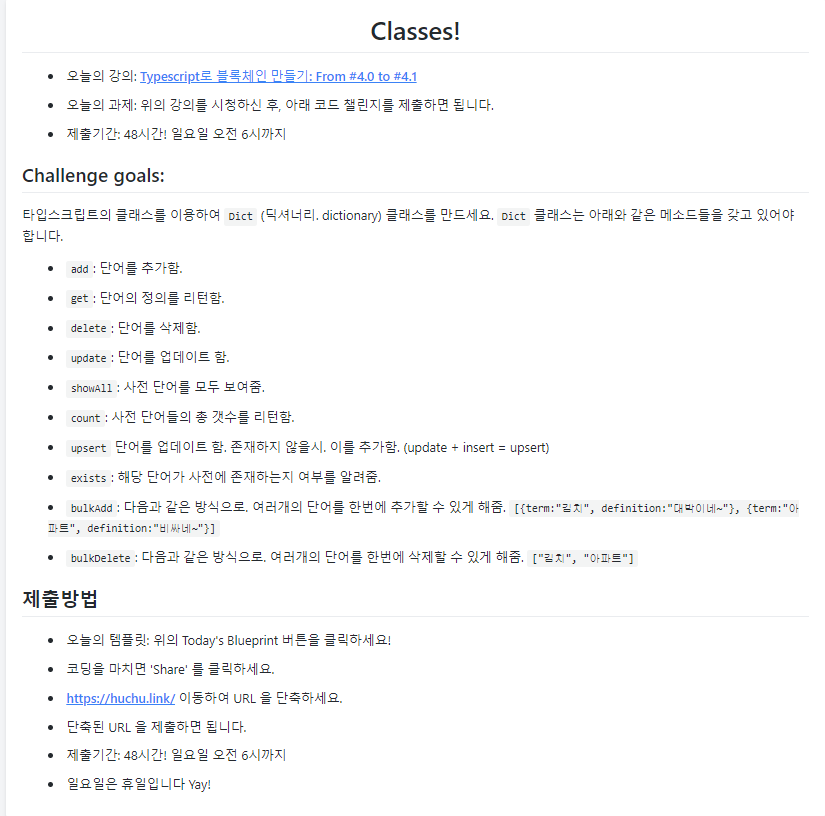 Classes!
오늘의 강의: Typescript로 블록체인 만들기: From #4.0 to #4.1
오늘의 과제: 위의 강의를 시청하신 후, 아래 코드 챌린지를 제출하면 됩니다.
제출기간: 48시간! 일요일 오전 6시까지
Challenge goals:
타입스크립트의 클래스를 이용하여 Dict (딕셔너리. dictionary) 클래스를 만드세요. Dict 클래스는 아래와 같은 메소드들을 갖고 있어야
합니다.
add: 단어를 추가함.
get: 단어의 정의를 리턴함.
delete: 단어를 삭제함.
update: 단어를 업데이트 함.
showAll: 사전 단어를 모두 보여줌.
count: 사전 단어들의 총 갯수를 리턴함.
upsert 단어를 업데이트 함. 존재하지 않을시. 이를 추가함. (update + insert = upsert)
exists: 해당 단어가 사전에 존재하는지 여부를 알려줌.
bulkAdd: 다음과 같은 방식으로. 여러개의 단어를 한번에 추가할 수 있게 해줌. [{term:"김치", definition:"대박이네~"}, {term:"아
파트", definition:"비싸네~"}]
bulkDelete: 다음과 같은 방식으로. 여러개의 단어를 한번에 삭제할 수 있게 해줌. ["김치", "아파트"]
제출방법
오늘의 템플릿: 위의 Today's Blueprint 버튼을 클릭하세요!
코딩을 마치면 'Share' 를 클릭하세요.
https://huchu.link/ 이동하여 URL 을 단축하세요.
단축된 URL 을 제출하면 됩니다.
제출기간: 48시간! 일요일 오전 6시까지
일요일은 휴일입니다 Yay!